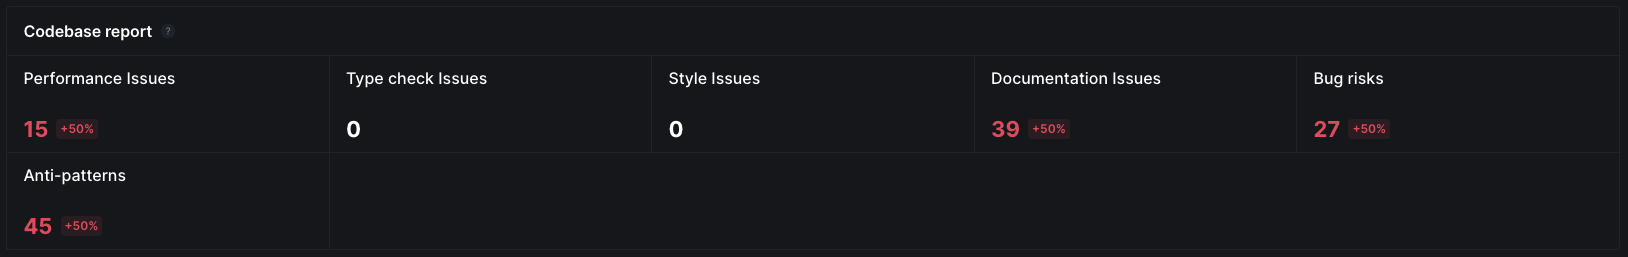 Codebase report ?
Performance Issues
15 +50%
Type check Issues
0
Style Issues
0
Documentation Issues
39 +50%
Bug risks
27 +50%
Anti-patterns
45 +50%